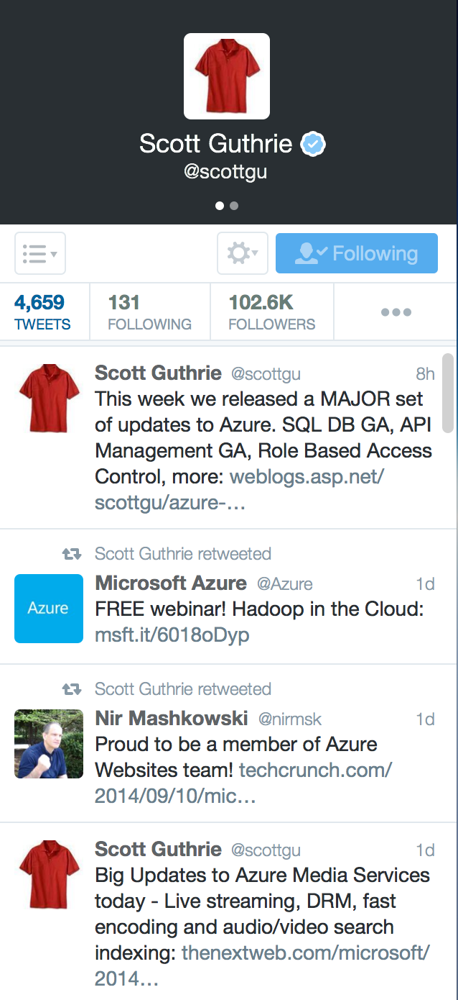 Scott Guthrie
@scottgu
Following
4,659
TWEETS
131
FOLLOWING
102.6K
FOLLOWERS
Scott Guthrie @scottgu 8h
This week we released a MAJOR set
of updates to Azure. SQL DB GA, API
Management GA, Role Based Access
Control, more: weblogs.asp.net/
scottgu/azure-…
Scott Guthrie retweeted
Azure
Microsoft Azure @Azure 1d
FREE webinar! Hadoop in the Cloud:
msft.it/6018oDyp
Scott Guthrie retweeted
Nir Mashkowski @nirmsk 1d
Proud to be a member of Azure
Websites team! techcrunch.com/
2014/09/10/mic…
Scott Guthrie @scottgu 1d
Big Updates to Azure Media Services
today - Live streaming, DRM, fast
encoding and audio/video search
indexing: thenextweb.com/microsoft/
2014…